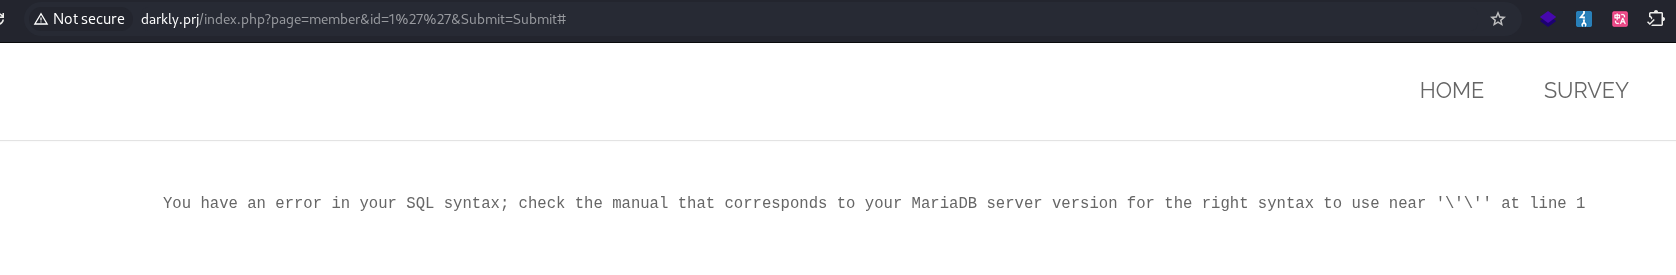 Not secure
darkly.prj/index.php?page=member&id=1%27%27&Submit=Submit#
HOME SURVEY
You have an error in your SQL syntax; check the manual that corresponds to your MariaDB server version for the right syntax to use near '\'\'' at line 1